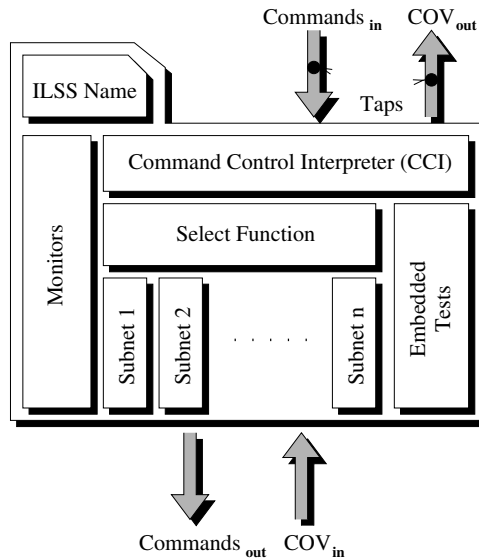 Commands in
COV out
ILSS Name
Taps
Command Control Interpreter (CCI)
Monitors
Select Function
Embedded
Tests
Subnet 1
Subnet 2
. . . . .
Subnet n
Commands out
COV in